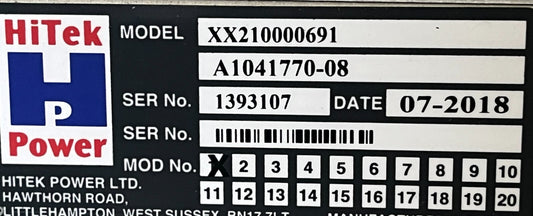 HiTek
Power
MODEL XX210000691
A1041770-08
SER No. 1393107 DATE 07-2018
SER No.
MOD No. X 2 3 4 5 6 7 8 9 10
11 12 13 14 15 16 17 18 19 20
HITEK POWER LTD.
HAWTHORN ROAD,
LITTLEHAMPTON, WEST SUSSEX, BN17 7LT